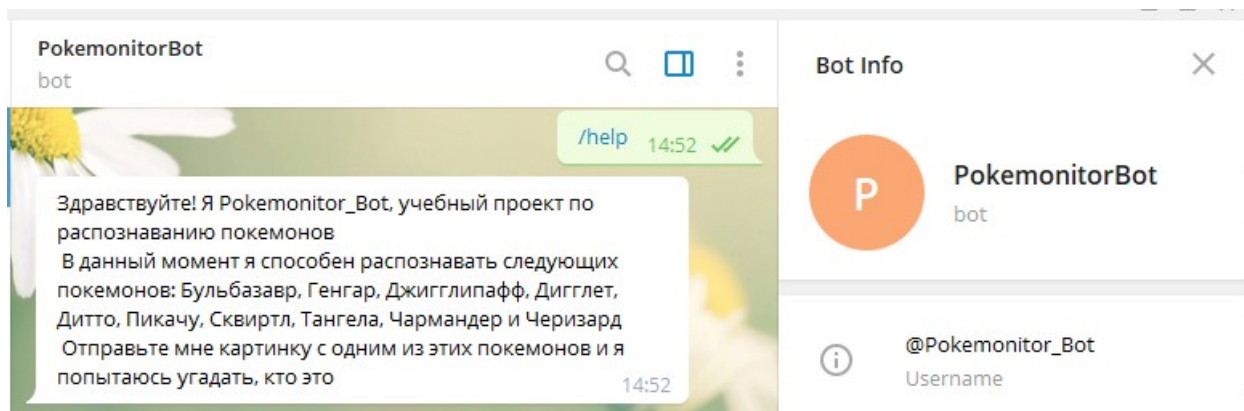 PokemonitorBot
bot
/help 14:52
Здравствуйте! Я Pokemonitor_Bot, учебный проект по
распознаванию покемонов
В данный момент я способен распознавать следующих
покемонов: Бульбазавр, Генгар, Джигглипафф, Дигглет,
Дитто, Пикачу, Сквиртл, Тангела, Чармандер и Черизард
Отправьте мне картинку с одним из этих покемонов и я
попытаюсь угадать, кто это
14:52
Bot Info
P
PokemonitorBot
bot
@Pokemonitor_Bot
Username